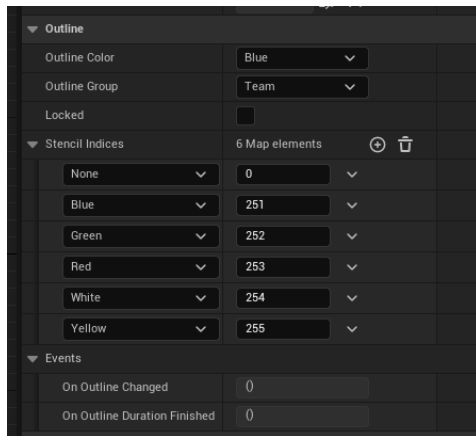 Outline
Outline Color Blue
Outline Group Team
Locked
Stencil Indices 6 Map elements
None 0
Blue 251
Green 252
Red 253
White 254
Yellow 255
Events
On Outline Changed ()
On Outline Duration Finished ()